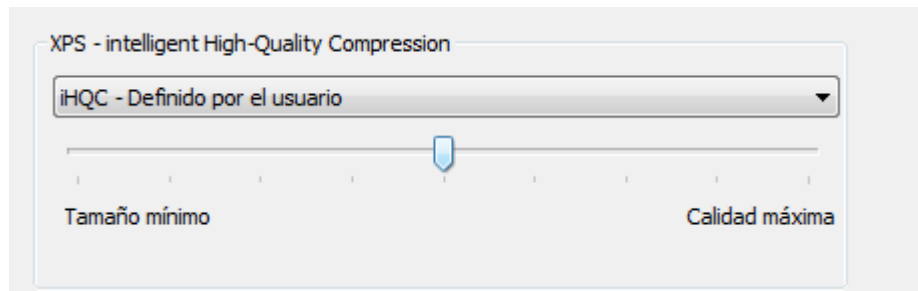 XPS - intelligent High-Quality Compression
iHQC - Definido por el usuario
Tamaño mínimo
Calidad máxima